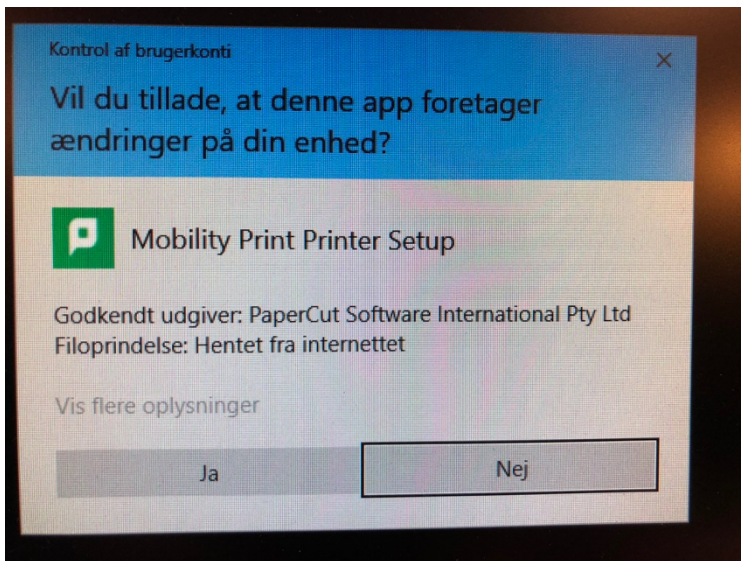 Kontrol af brugerkonti
Vil du tillade, at denne app foretager
ændringer på din enhed?
Mobility Print Printer Setup
Godkendt udgiver: PaperCut Software International Pty Ltd
Filoprindelse: Hentet fra internettet
Vis flere oplysninger
Ja
Nej